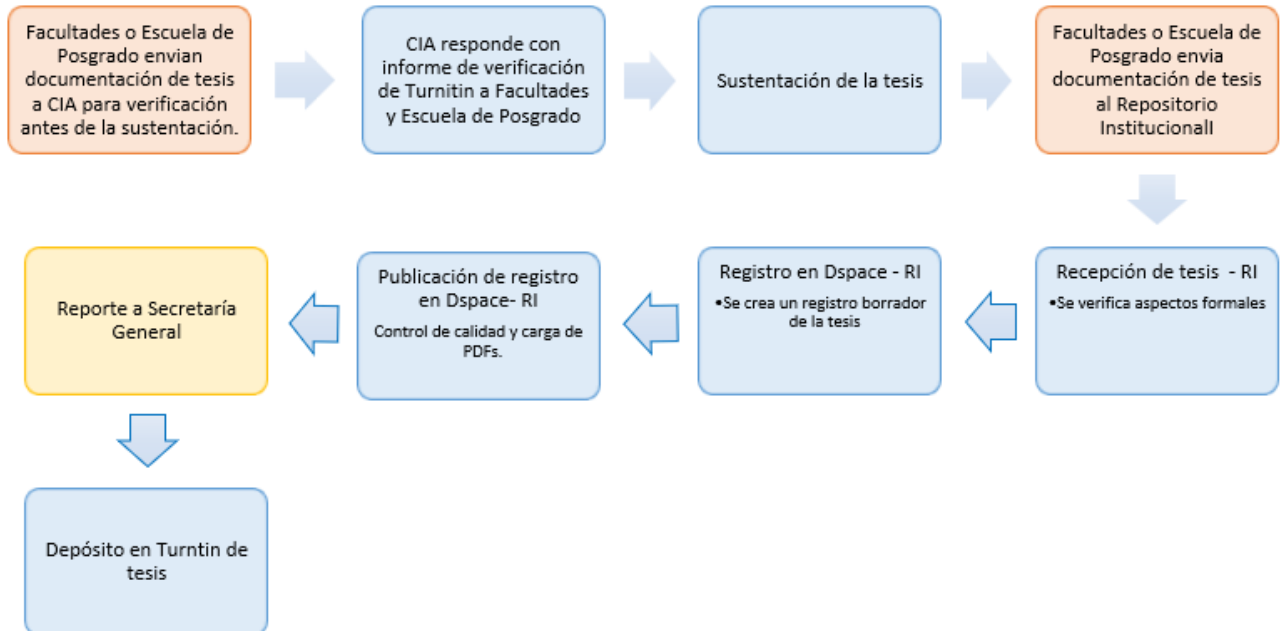 Facultades o Escuela de
Posgrado envian
documentación de tesis
a CIA para verificación
antes de la sustentación.
CIA responde con
informe de verificación
de Turnitin a Facultades
y Escuela de Posgrado
Sustentación de la tesis
Facultades o Escuela de
Posgrado envia
documentación de tesis
al Repositorio
Institucionall
Recepción de tesis - RI
•Se verifica aspectos formales
Registro en Dspace - RI
•Se crea un registro borrador
de la tesis
Publicación de registro
en Dspace- RI
Control de calidad y carga de
PDFs.
Reporte a Secretaría
General
Depósito en Turntin de
tesis